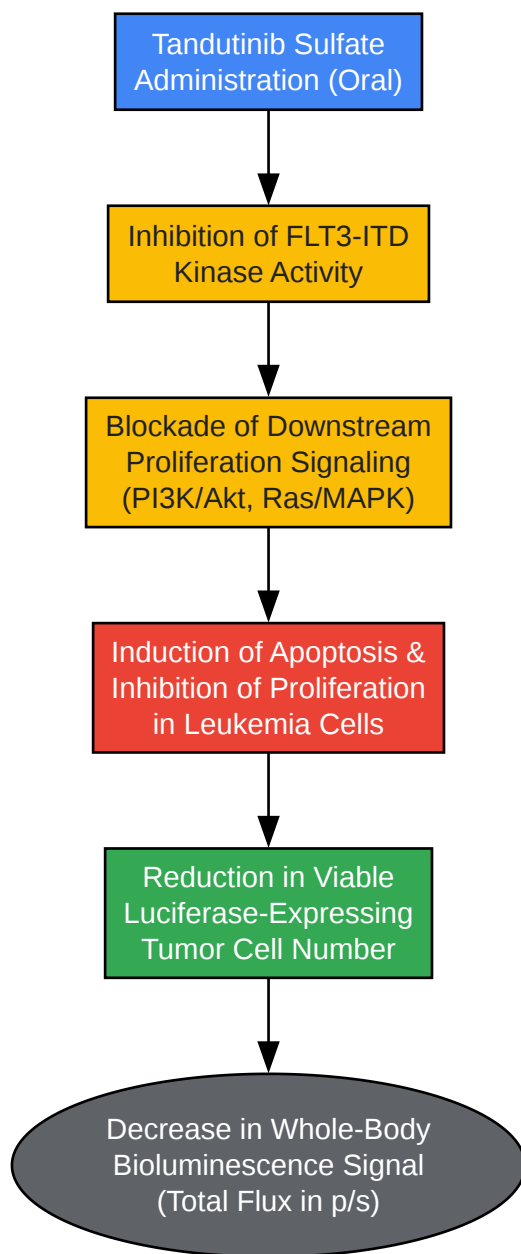 Tandutinib Sulfate
Administration (Oral)
Inhibition of FLT3-ITD
Kinase Activity
Blockade of Downstream
Proliferation Signaling
(PI3K/Akt, Ras/MAPK)
Induction of Apoptosis &
Inhibition of Proliferation
in Leukemia Cells
Reduction in Viable
Luciferase-Expressing
Tumor Cell Number
Decrease in Whole-Body
Bioluminescence Signal
(Total Flux in p/s)